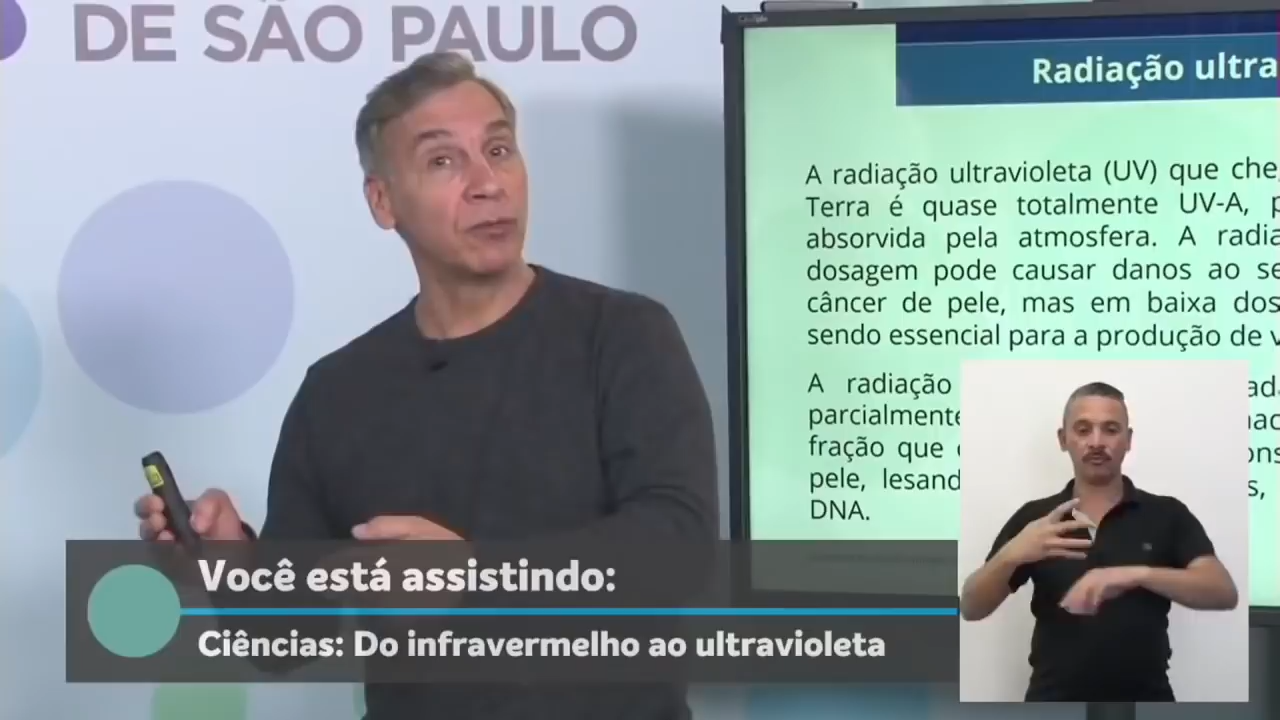 DE SÃO PAULO
Radiação ultra
A radiação ultravioleta (UV) que che
Terra é quase totalmente UV-A, p
absorvida pela atmosfera. A radia
dosagem pode causar danos ao se
câncer de pele, mas em baixa dos
sendo essencial para a produção de v
A radiação
parcialmente
fração que
pele, lesand
DNA.
Você está assistindo:
Ciências: Do infravermelho ao ultravioleta